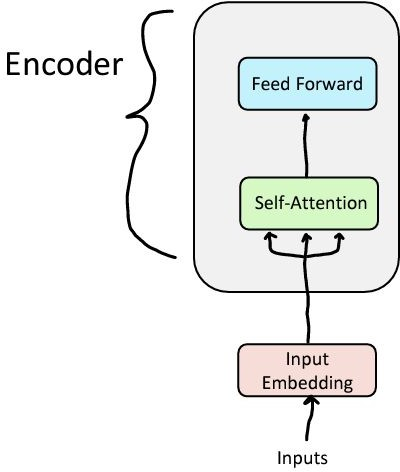 Encoder
Feed Forward
Self-Attention
Input
Embedding
Inputs